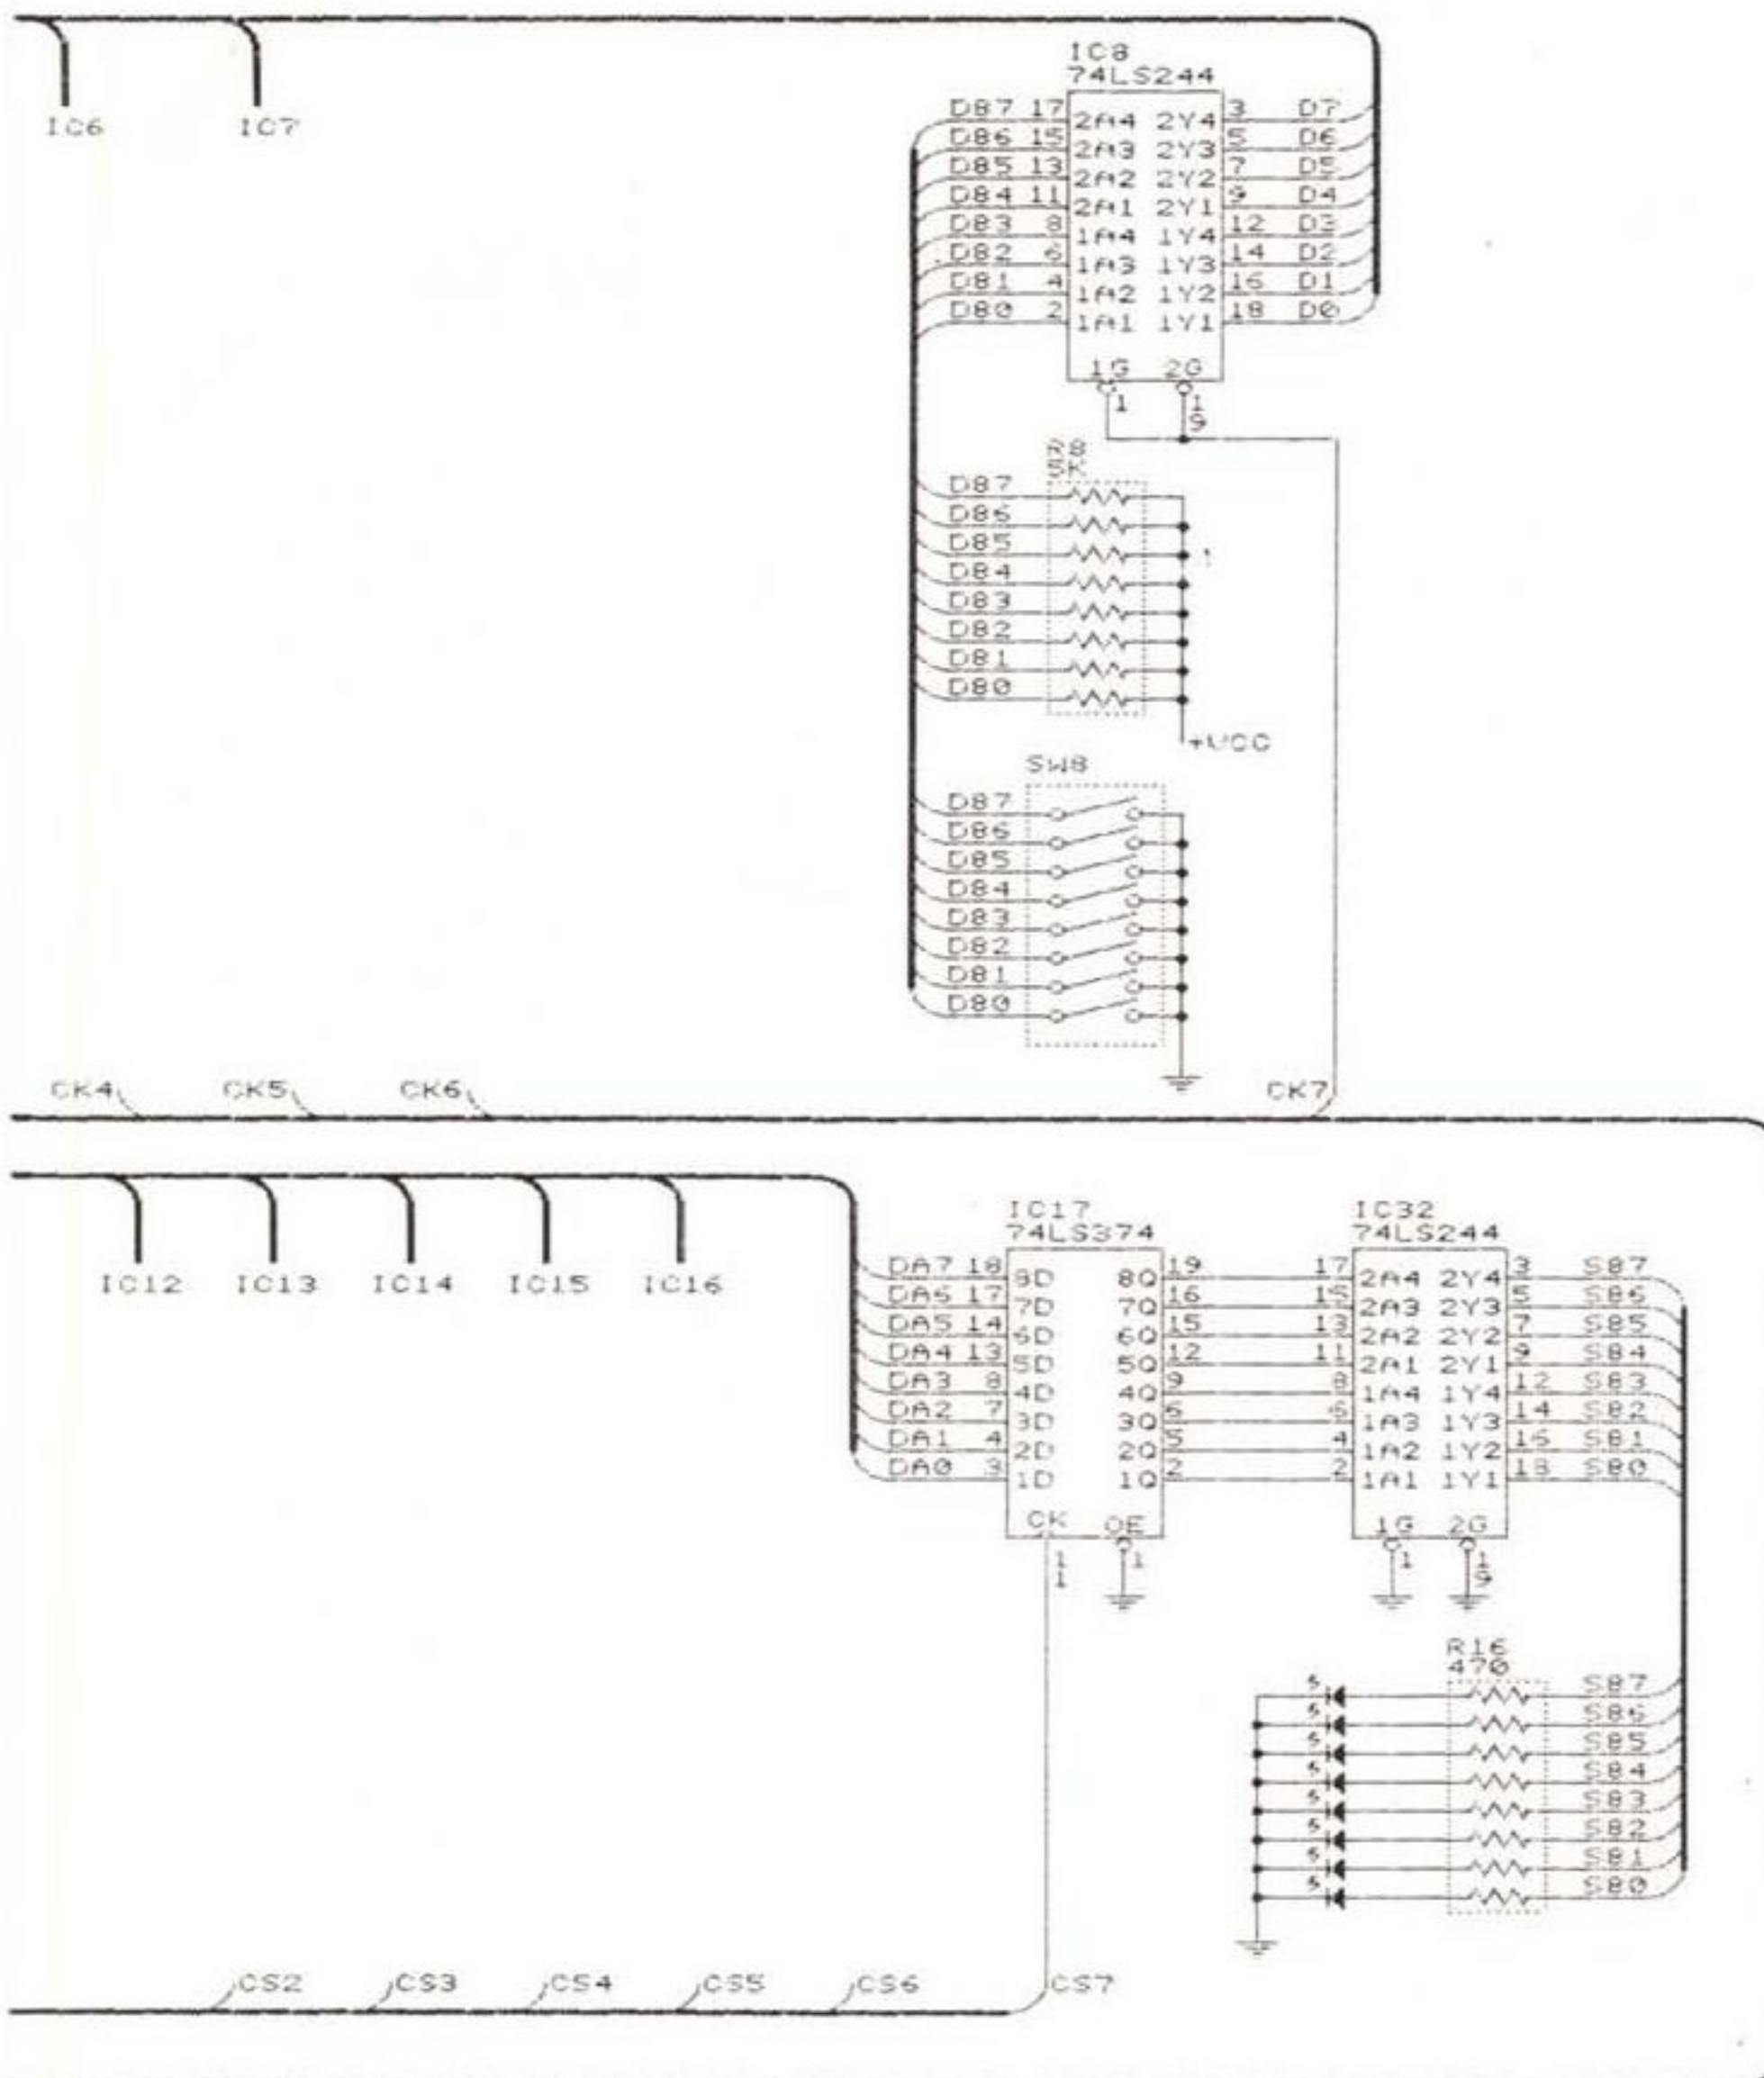 IC6 IC7
IC8
74LS244
D87 17 2A4 2Y4 3 D7
D86 15 2A3 2Y3 5 D6
D85 13 2A2 2Y2 7 D5
D84 11 2A1 2Y1 9 D4
D83 8 1A4 1Y4 12 D3
D82 6 1A3 1Y3 14 D2
D81 4 1A2 1Y2 16 D1
D80 2 1A1 1Y1 18 D0
1G 2G
1 1
9
R8
5K
D87
D86
D85
D84
D83
D82
D81
D80
+VCC
SW8
D87
D86
D85
D84
D83
D82
D81
D80
CK4 CK5 CK6 CK7
IC12 IC13 IC14 IC15 IC16
IC17
74LS374
IC32
74LS244
DA7 18 8D 8Q 19 17 2A4 2Y4 3 S87
DA6 17 7D 7Q 16 15 2A3 2Y3 5 S86
DA5 14 6D 6Q 15 13 2A2 2Y2 7 S85
DA4 13 5D 5Q 12 11 2A1 2Y1 9 S84
DA3 8 4D 4Q 9 8 1A4 1Y4 12 S83
DA2 7 3D 3Q 6 6 1A3 1Y3 14 S82
DA1 4 2D 2Q 5 4 1A2 1Y2 16 S81
DA0 3 1D 1Q 2 2 1A1 1Y1 18 S80
CK OE 1G 2G
1 1 1 1
1 9
R16
470
S87
S86
S85
S84
S83
S82
S81
S80
CS2 CS3 CS4 CS5 CS6 CS7